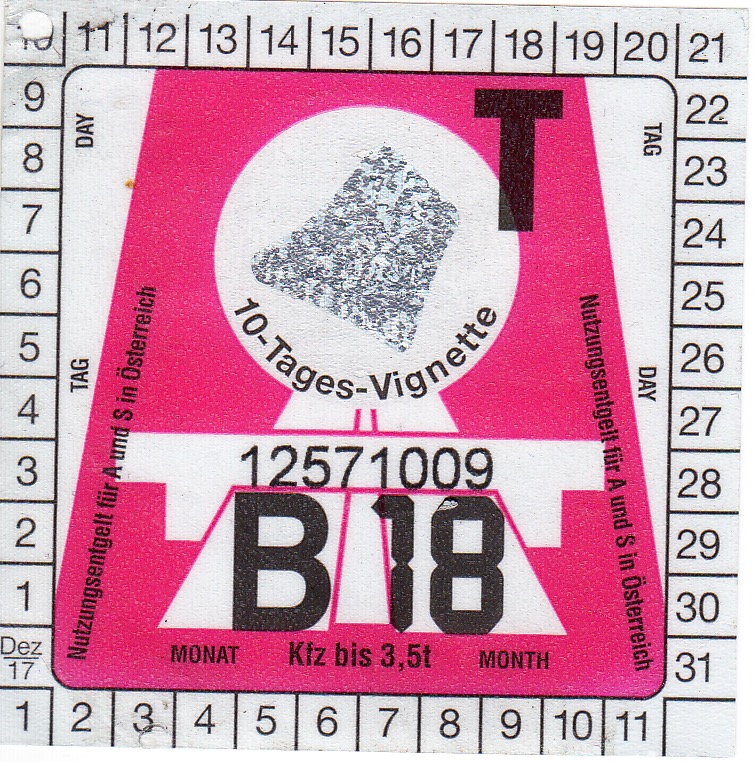 10 11 12 13 14 15 16 17 18 19 20 21
9
8
7
6
5
4
3
2
1
Dez
17
22
23
24
25
26
27
28
29
30
31
1 2 3 4 5 6 7 8 9 10 11
DAY
TAG
TAG
DAY
T
10-Tages-Vignette
Nutzungsentgelt für A und S in Österreich
Nutzungsentgelt für A und S in Österreich
12571009
B 18
MONAT Kfz bis 3,5t MONTH